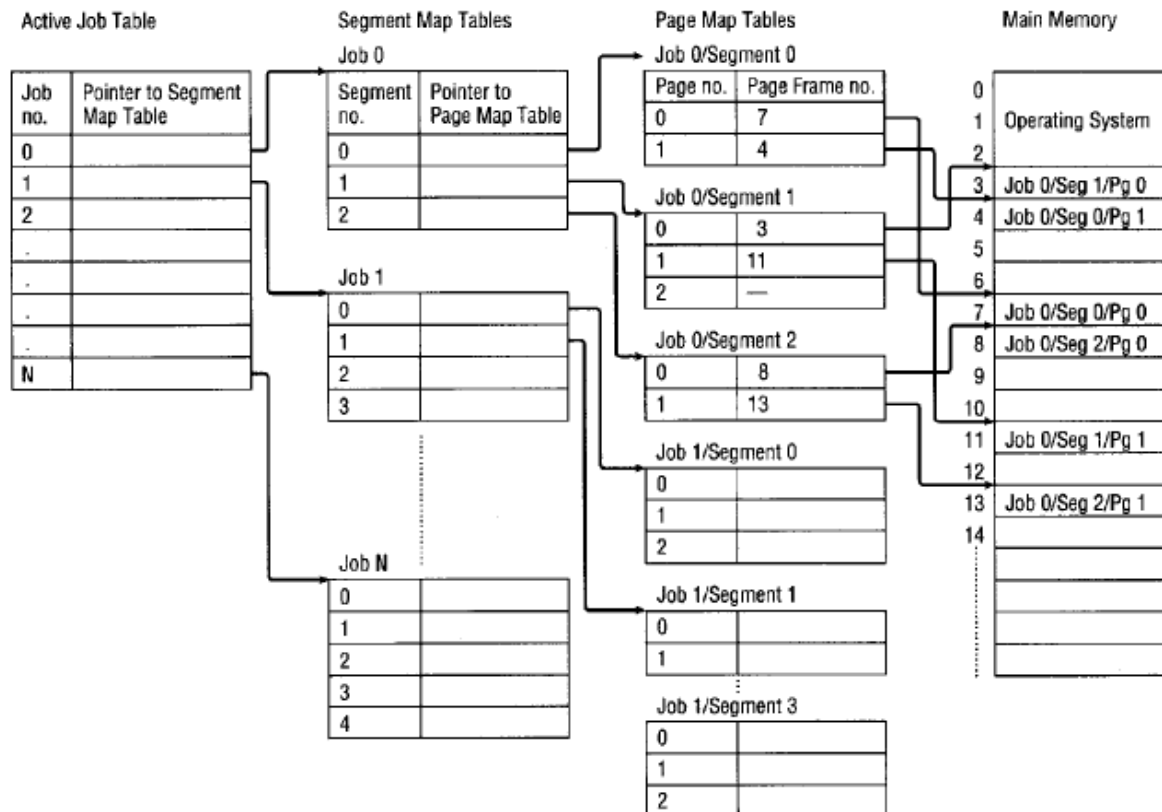 Active Job Table
Job no. Pointer to Segment Map Table
0
1
2
.
.
.
.
N
Segment Map Tables
Job 0
Segment no. Pointer to Page Map Table
0
1
2
Job 1
0
1
2
3
Job N
0
1
2
3
4
Page Map Tables
Job 0/Segment 0
Page no. Page Frame no.
0 7
1 4
Job 0/Segment 1
0 3
1 11
2 —
Job 0/Segment 2
0 8
1 13
Job 1/Segment 0
0
1
2
Job 1/Segment 1
0
1
Job 1/Segment 3
0
1
2
Main Memory
0
1 Operating System
2
3 Job 0/Seg 1/Pg 0
4 Job 0/Seg 0/Pg 1
5
6
7 Job 0/Seg 0/Pg 0
8 Job 0/Seg 2/Pg 0
9
10
11 Job 0/Seg 1/Pg 1
12
13 Job 0/Seg 2/Pg 1
14